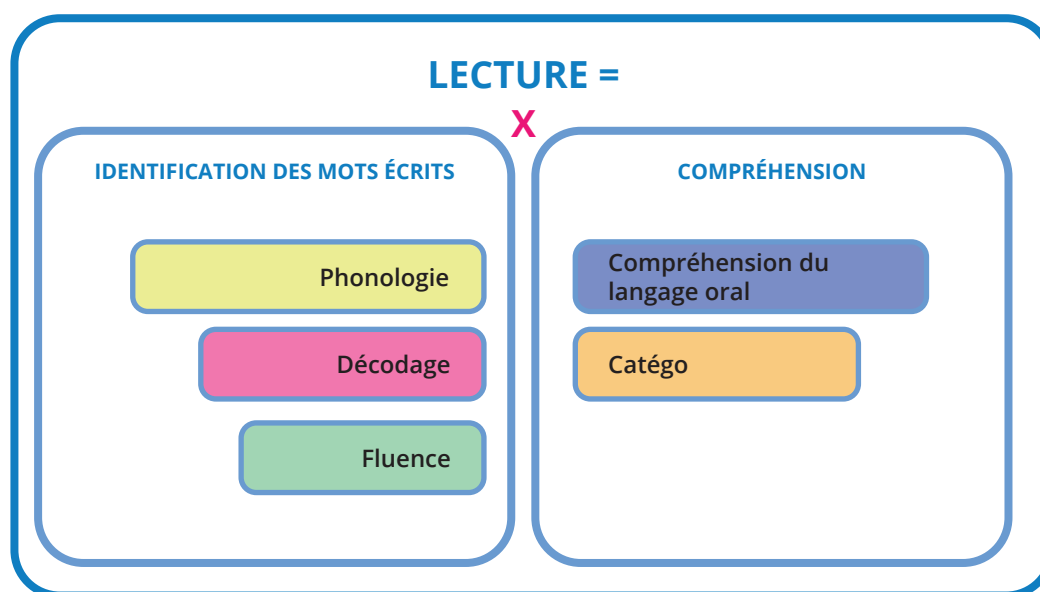 LECTURE =
X
IDENTIFICATION DES MOTS ÉCRITS
Phonologie
Décodage
Fluence
COMPRÉHENSION
Compréhension du
langage oral
Catégo